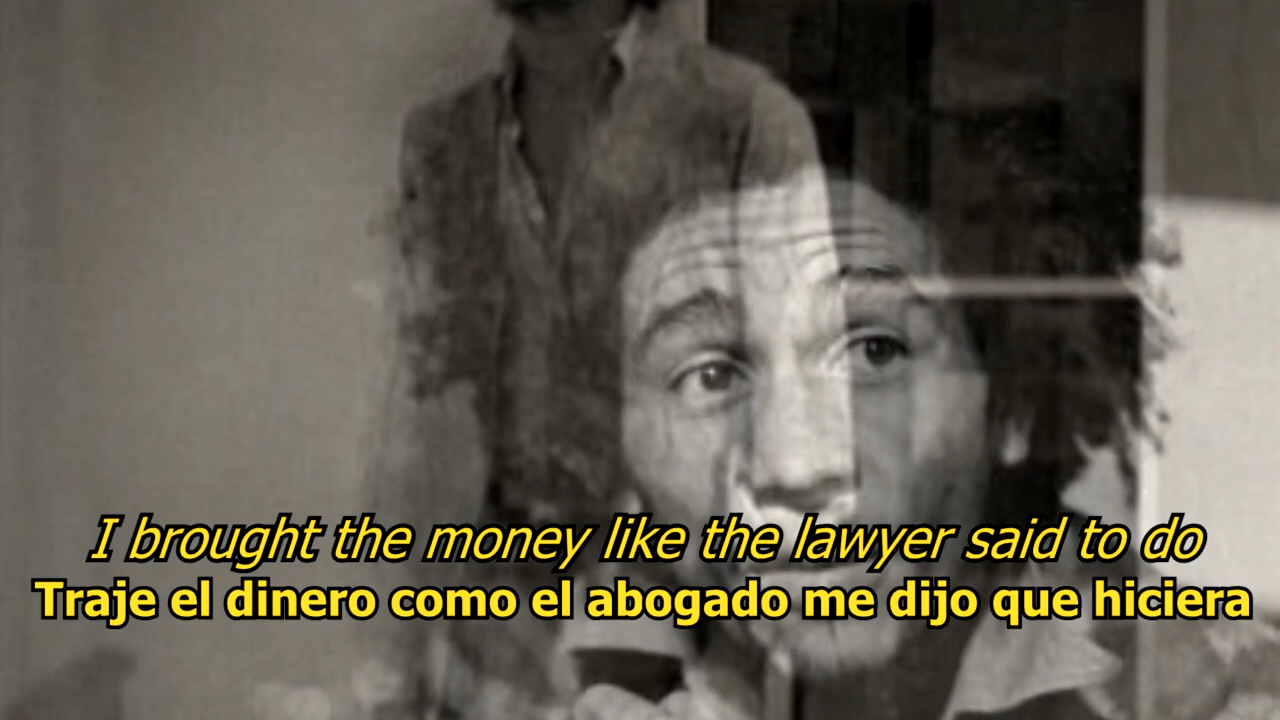 I brought the money like the lawyer said to do
Traje el dinero como el abogado me dijo que hiciera